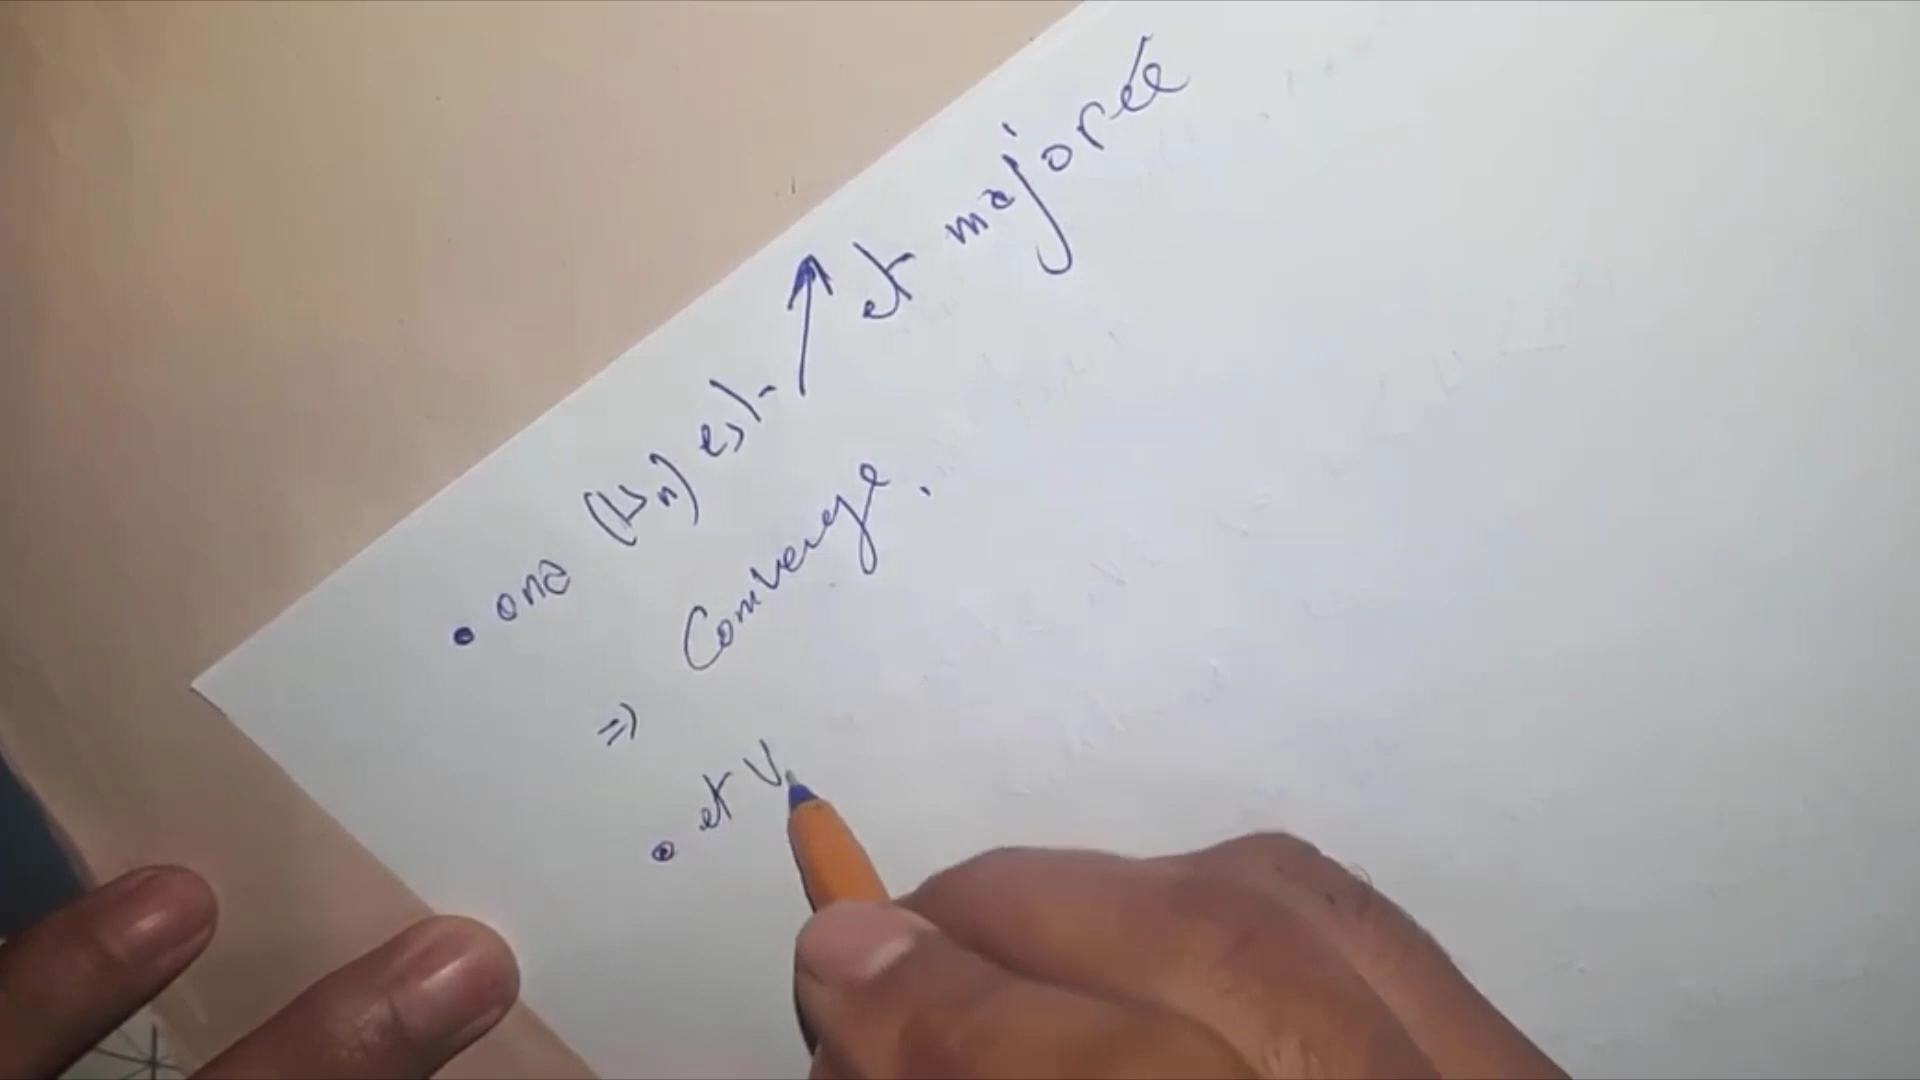 • ona (Un) est ↗ et majorée
⇒ Converge.
• et V